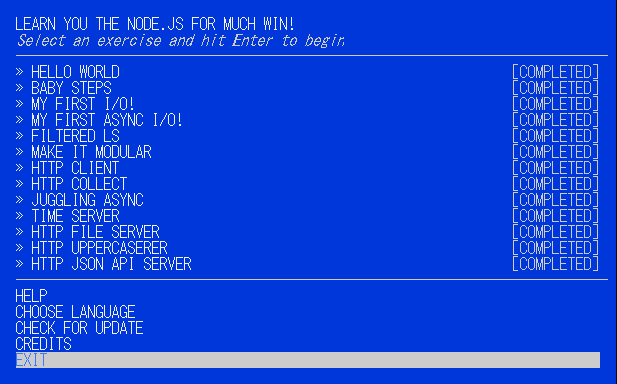 LEARN YOU THE NODE.JS FOR MUCH WIN!
Select an exercise and hit Enter to begin
» HELLO WORLD [COMPLETED]
» BABY STEPS [COMPLETED]
» MY FIRST I/O! [COMPLETED]
» MY FIRST ASYNC I/O! [COMPLETED]
» FILTERED LS [COMPLETED]
» MAKE IT MODULAR [COMPLETED]
» HTTP CLIENT [COMPLETED]
» HTTP COLLECT [COMPLETED]
» JUGGLING ASYNC [COMPLETED]
» TIME SERVER [COMPLETED]
» HTTP FILE SERVER [COMPLETED]
» HTTP UPPERCASERER [COMPLETED]
» HTTP JSON API SERVER [COMPLETED]
HELP
CHOOSE LANGUAGE
CHECK FOR UPDATE
CREDITS
EXIT